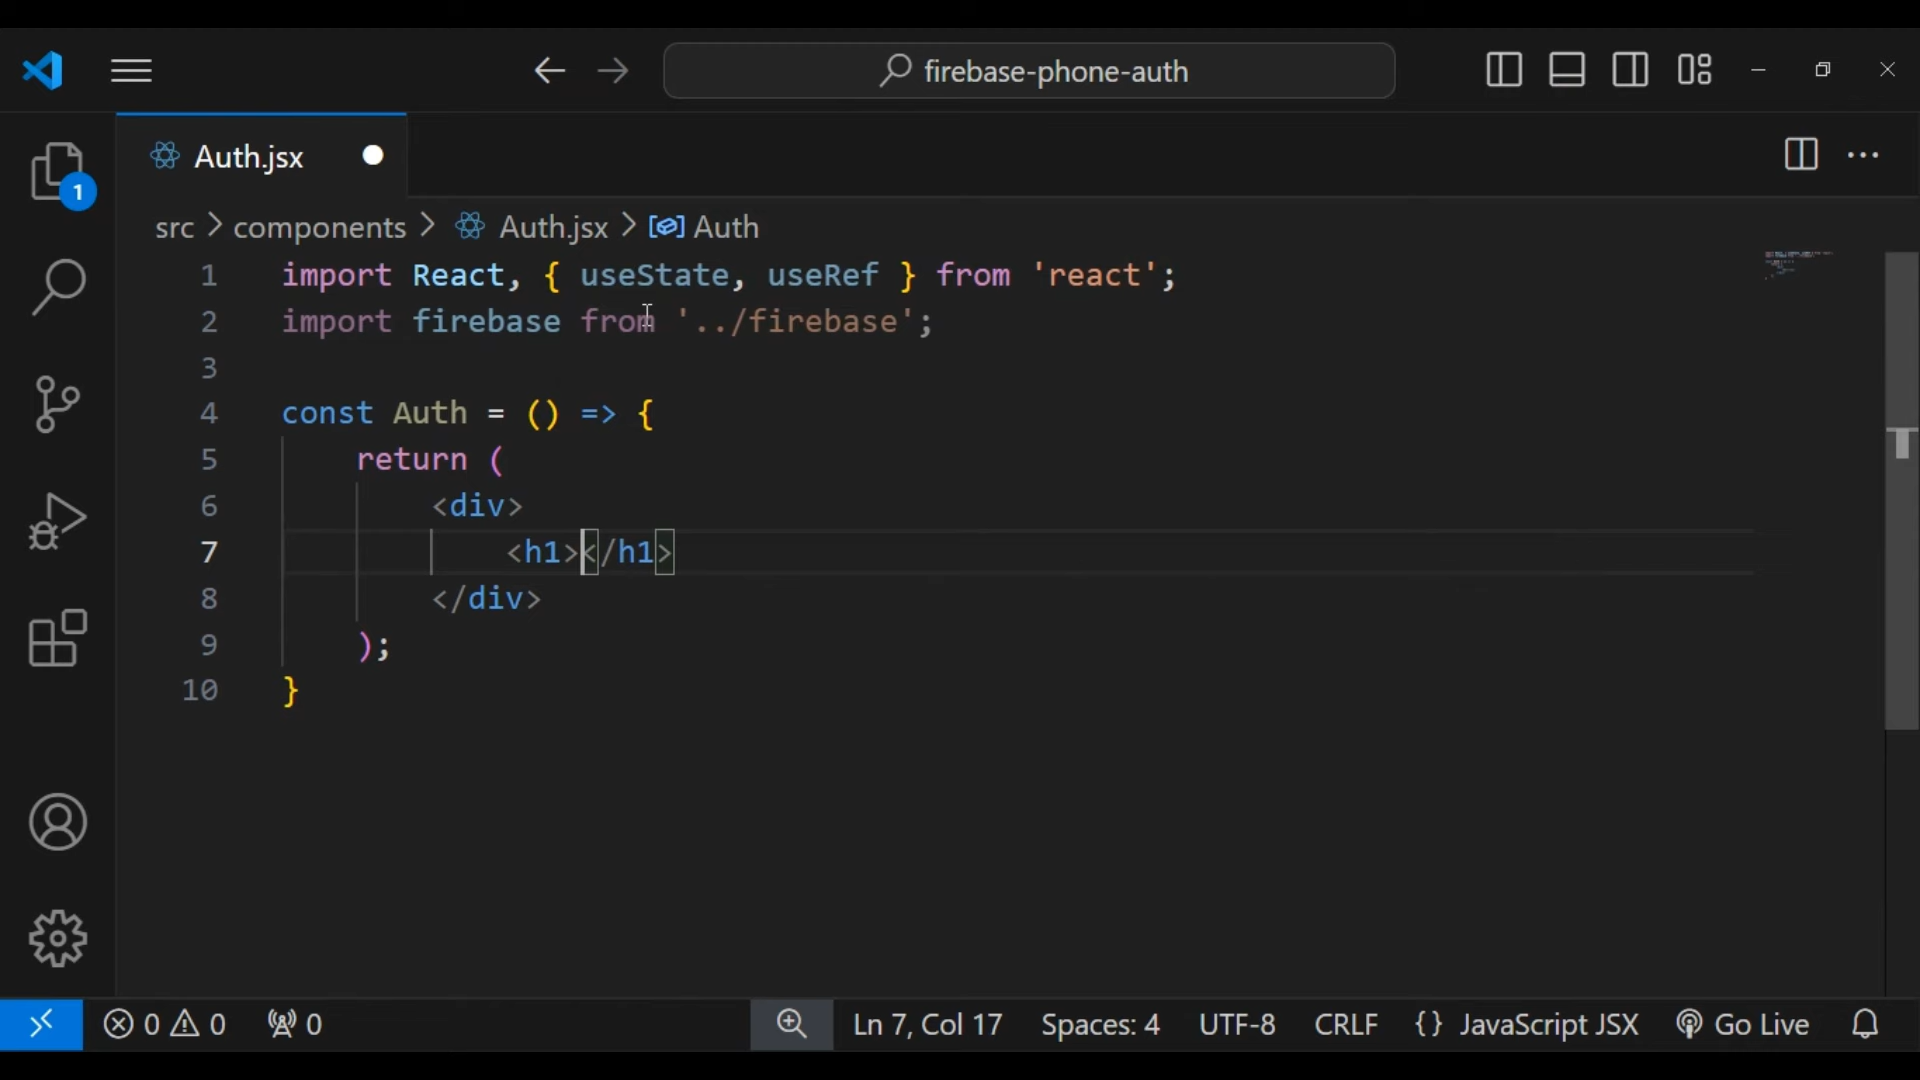 firebase-phone-auth
1
Auth.jsx
src > components > Auth.jsx > Auth
1 import React, { useState, useRef } from 'react';
2 import firebase from '../firebase';
3
4 const Auth = () => {
5 return (
6 <div>
7 <h1></h1>
8 </div>
9 );
10 }
0 0 0 Ln 7, Col 17 Spaces: 4 UTF-8 CRLF {} JavaScript JSX Go Live